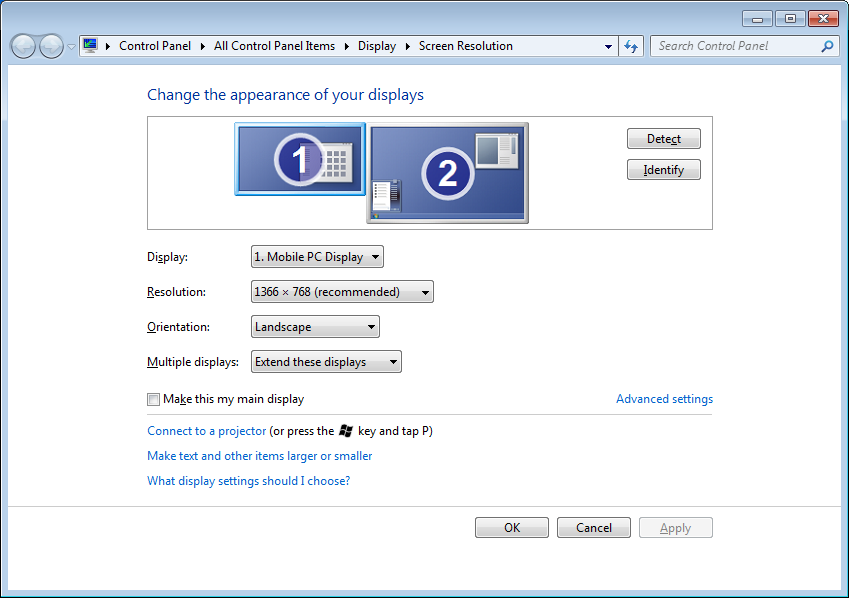 Control Panel All Control Panel Items Display Screen Resolution
Search Control Panel
Change the appearance of your displays
1
2
Detect
Identify
Display: 1. Mobile PC Display
Resolution: 1366 × 768 (recommended)
Orientation: Landscape
Multiple displays: Extend these displays
Make this my main display
Advanced settings
Connect to a projector (or press the key and tap P)
Make text and other items larger or smaller
What display settings should I choose?
OK
Cancel
Apply